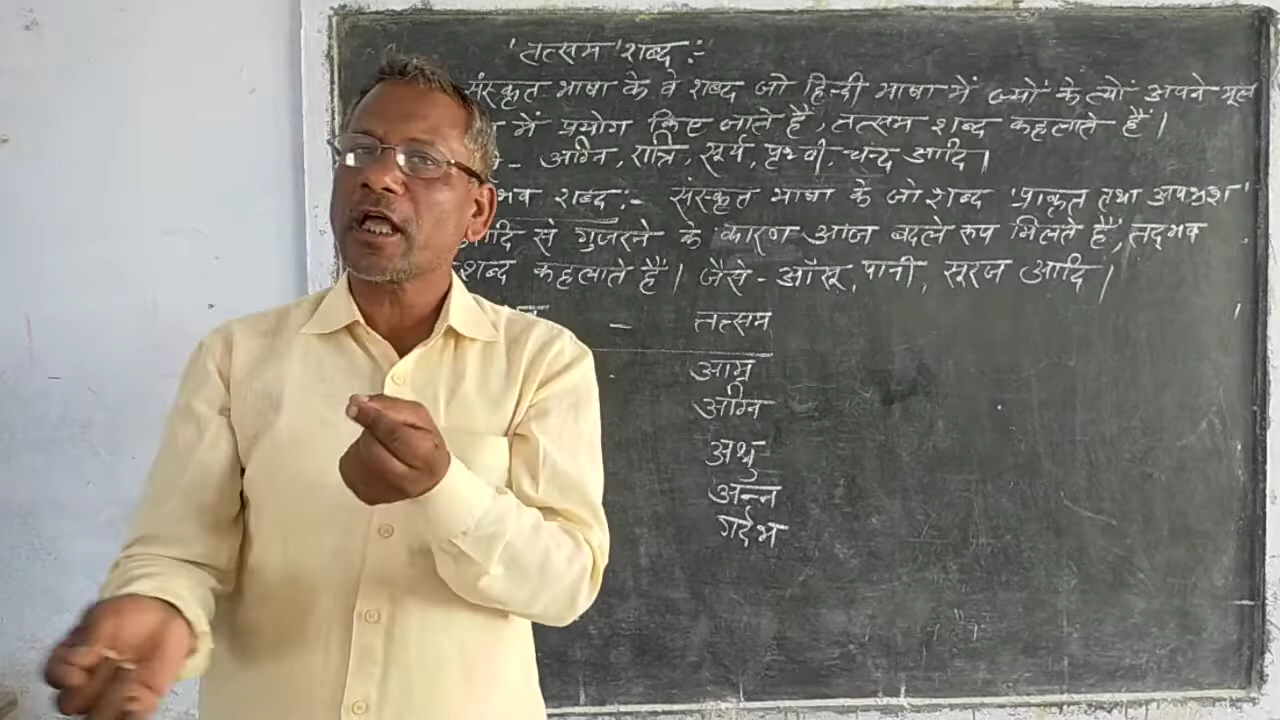 'तत्सम' शब्द :-
संस्कृत भाषा के वे शब्द जो हिन्दी भाषा में ज्यों के त्यों अपने मूल
में प्रयोग किए जाते हैं, तत्सम शब्द कहलाते हैं।
- अग्नि, रात्रि, सूर्य, पृथ्वी, चन्द्र आदि।
भव शब्द :- संस्कृत भाषा के जो शब्द 'प्राकृत तथा अपभ्रंश'
आदि से गुजरने के कारण आज बदले रूप मिलते हैं, तद्भव
शब्द कहलाते हैं। जैसे - आँसू, पानी, सूरज आदि।
- तत्सम
आम्र
अग्नि
अश्रु
अन्न
गर्दभ